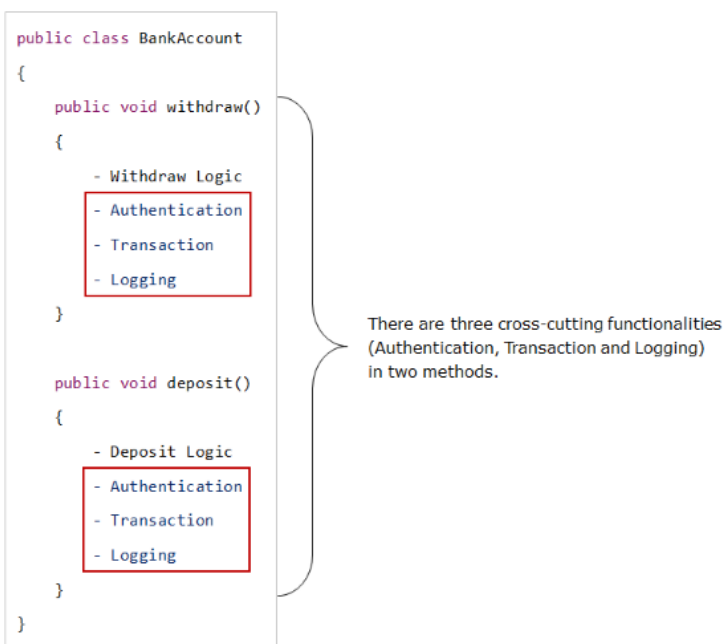 public class BankAccount
{
public void withdraw()
{
- Withdraw Logic
- Authentication
- Transaction
- Logging
}
public void deposit()
{
- Deposit Logic
- Authentication
- Transaction
- Logging
}
}
There are three cross-cutting functionalities
(Authentication, Transaction and Logging)
in two methods.